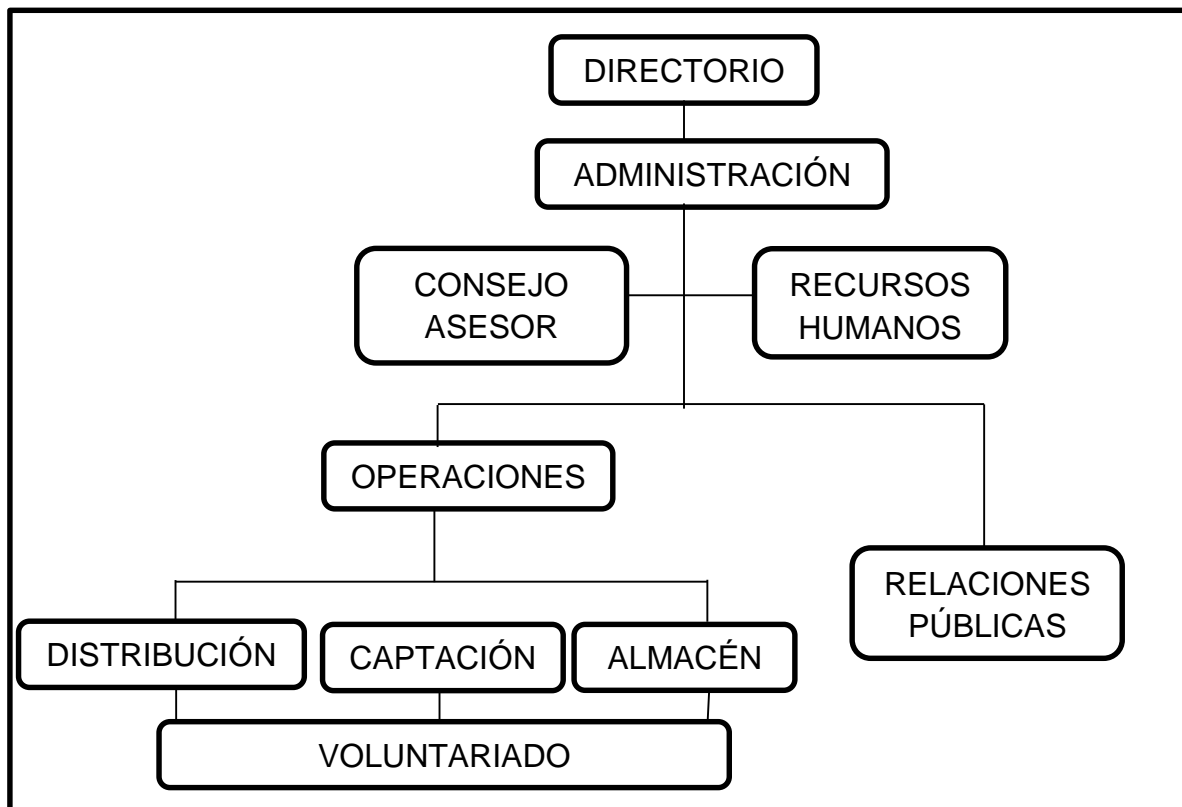 DIRECTORIO
ADMINISTRACIÓN
CONSEJO
ASESOR
RECURSOS
HUMANOS
OPERACIONES
RELACIONES
PÚBLICAS
DISTRIBUCIÓN
CAPTACIÓN
ALMACÉN
VOLUNTARIADO